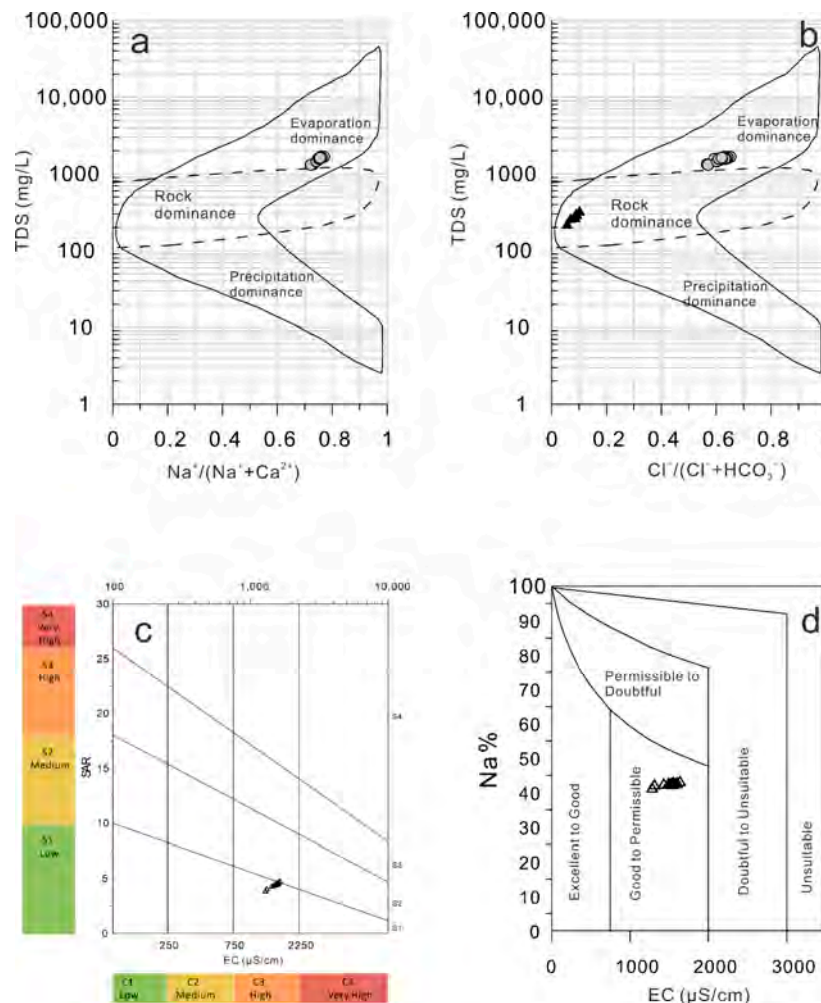 100,000
10,000
1000
100
10
1
TDS (mg/L)
a
Evaporation
dominance
Rock
dominance
Precipitation
dominance
0 0.2 0.4 0.6 0.8 1
Na⁺/(Na⁺+Ca²⁺)
100,000
10,000
1000
100
10
1
TDS (mg/L)
b
Evaporation
dominance
Rock
dominance
Precipitation
dominance
0 0.2 0.4 0.6 0.8
Cl⁻/(Cl⁻+HCO₃⁻)
100 1,000 10,000
S4
Very
High
High
S2
Medium
S1
Low
30
25
20
15
10
5
0
SAR
c
S4
S3
S2
S1
250 750 2250
EC (µS/cm)
C1
Low
C2
Medium
C3
High
C4
Very High
100
90
80
70
60
50
40
30
20
10
0
Na%
d
Permissible to
Doubtful
Excellent to Good
Good to Permissible
Doubtful to Unsuitable
Unsuitable
0 1000 2000 3000
EC (µS/cm)